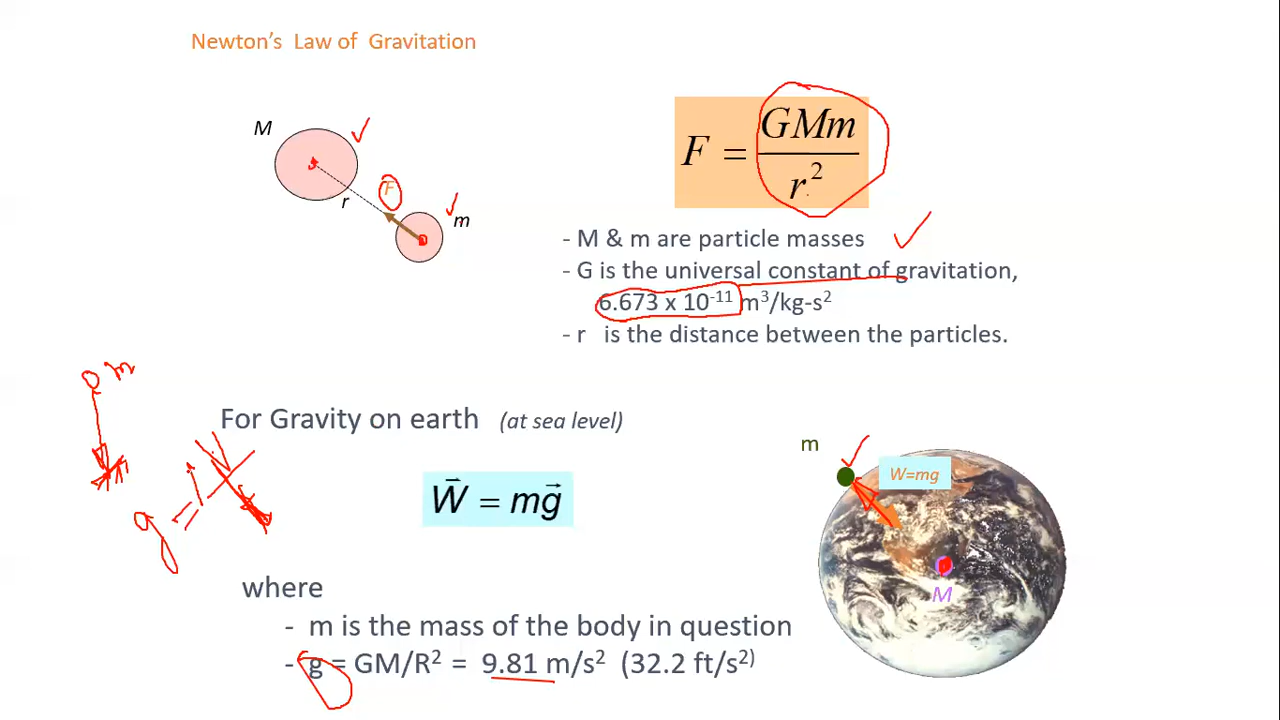 Newton's Law of Gravitation
M
r
F
m
F = GMm / r²
- M & m are particle masses
- G is the universal constant of gravitation,
6.673 x 10⁻¹¹ m³/kg-s²
- r is the distance between the particles.
m
For Gravity on earth (at sea level)
m
W=mg
W⃗ = mg⃗
g =
M
where
- m is the mass of the body in question
- g = GM/R² = 9.81 m/s² (32.2 ft/s²)